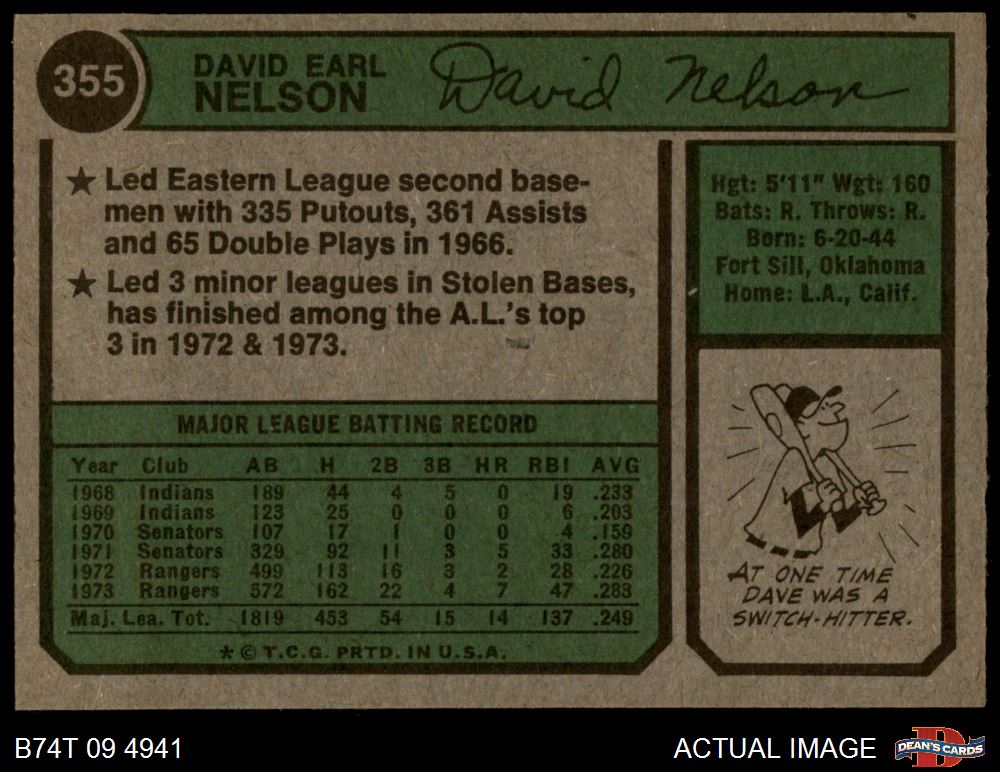 355
DAVID EARL
NELSON
David Nelson
★ Led Eastern League second base-
men with 335 Putouts, 361 Assists
and 65 Double Plays in 1966.
★ Led 3 minor leagues in Stolen Bases,
has finished among the A.L.'s top
3 in 1972 & 1973.
Hgt: 5'11" Wgt: 160
Bats: R. Throws: R.
Born: 6-20-44
Fort Sill, Oklahoma
Home: L.A., Calif.
MAJOR LEAGUE BATTING RECORD
Year Club AB H 2B 3B HR RBI AVG
1968 Indians 189 44 4 5 0 19 .233
1969 Indians 123 25 0 0 0 6 .203
1970 Senators 107 17 1 0 0 4 .159
1971 Senators 329 92 11 3 5 33 .280
1972 Rangers 499 113 16 3 2 28 .226
1973 Rangers 572 162 22 4 7 47 .283
Maj. Lea. Tot. 1819 453 54 15 14 137 .249
* © T.C.G. PRTD. IN U.S.A.
AT ONE TIME
DAVE WAS A
SWITCH-HITTER.
B74T 09 4941
ACTUAL IMAGE
D
DEAN'S CARDS